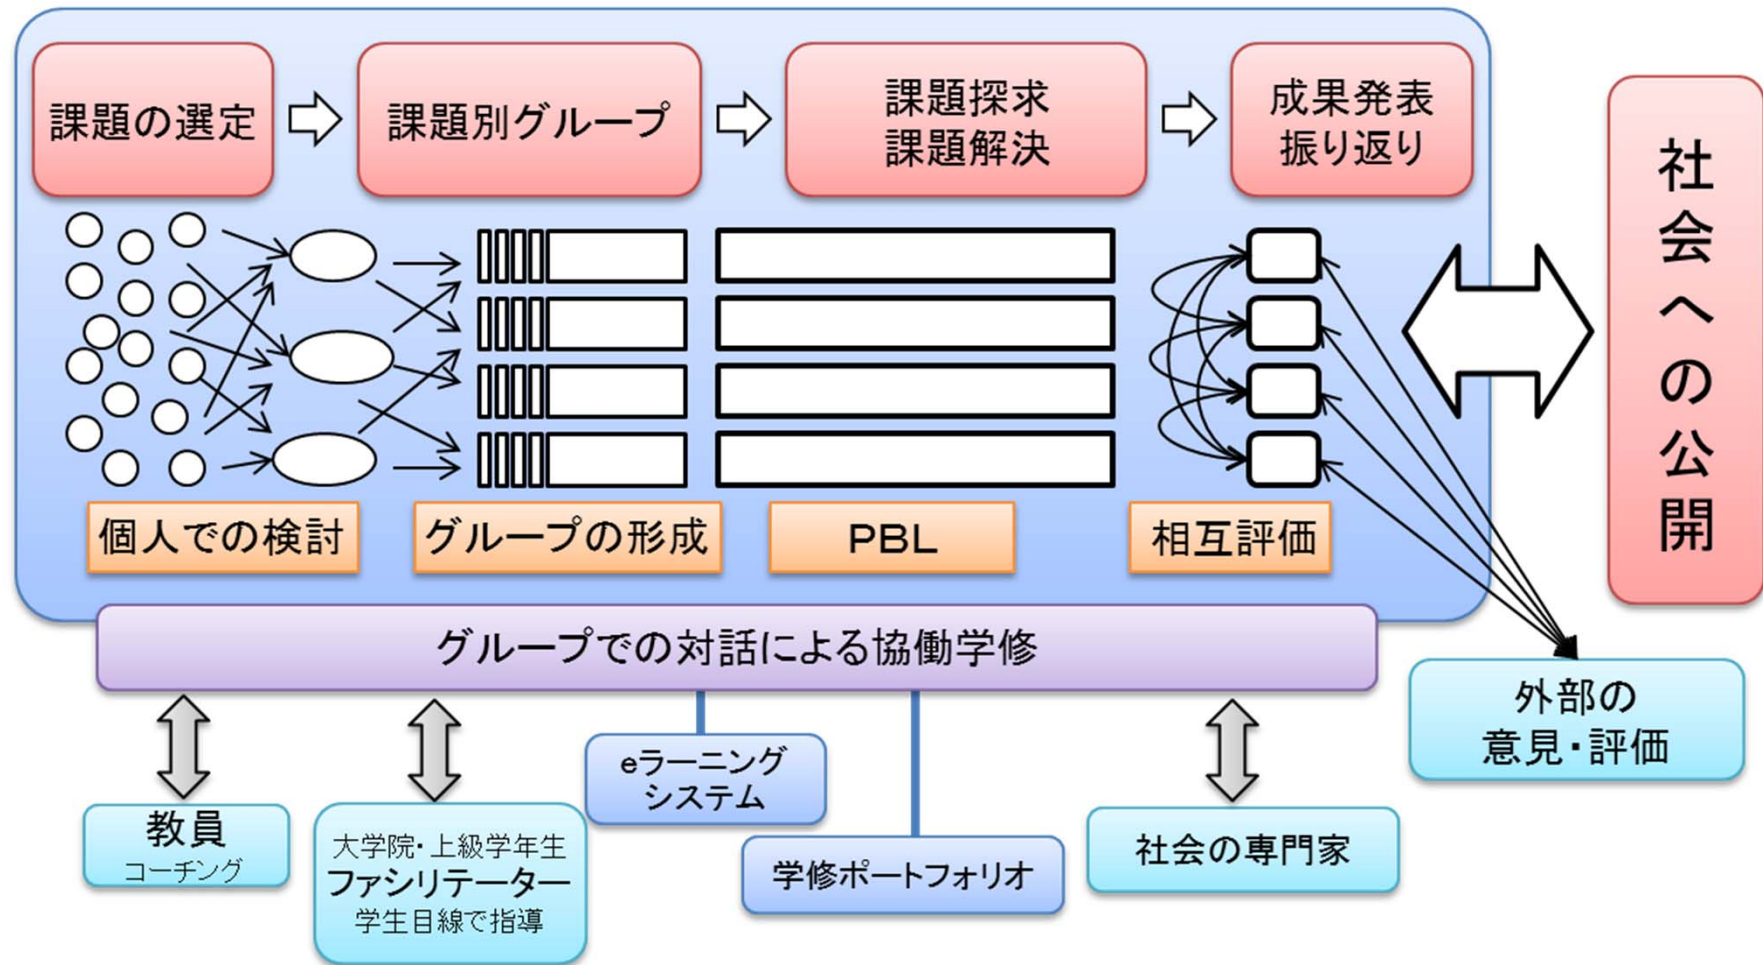 課題の選定
課題別グループ
課題探求
課題解決
成果発表
振り返り
社会への公開
個人での検討
グループの形成
PBL
相互評価
グループでの対話による協働学修
外部の
意見・評価
eラーニング
システム
教員
コーチング
大学院・上級学年生
ファシリテーター
学生目線で指導
学修ポートフォリオ
社会の専門家